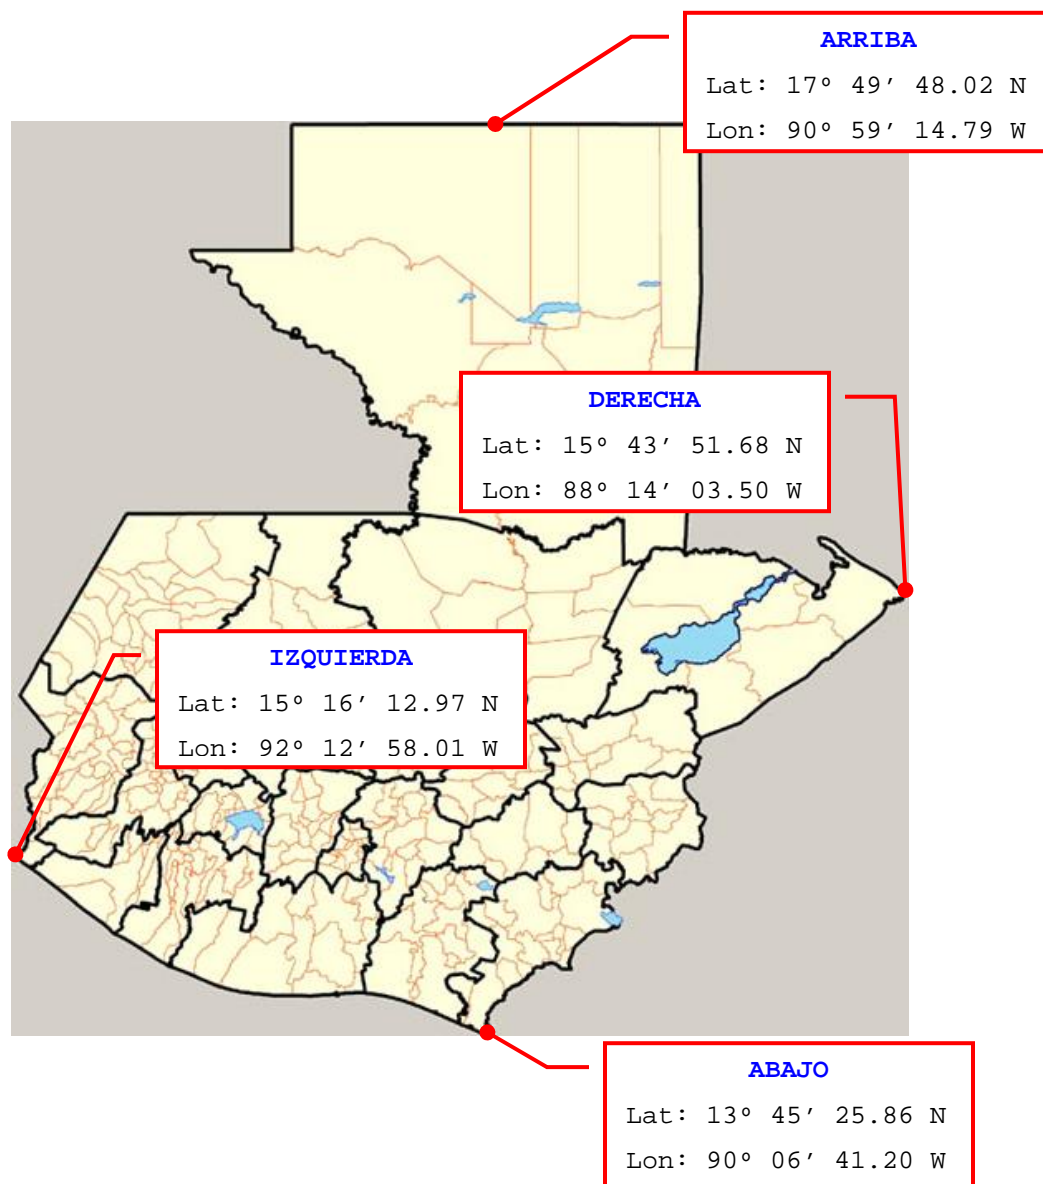 ARRIBA
Lat: 17º 49′ 48.02 N
Lon: 90º 59′ 14.79 W
DERECHA
Lat: 15º 43′ 51.68 N
Lon: 88º 14′ 03.50 W
IZQUIERDA
Lat: 15º 16′ 12.97 N
Lon: 92º 12′ 58.01 W
ABAJO
Lat: 13º 45′ 25.86 N
Lon: 90º 06′ 41.20 W